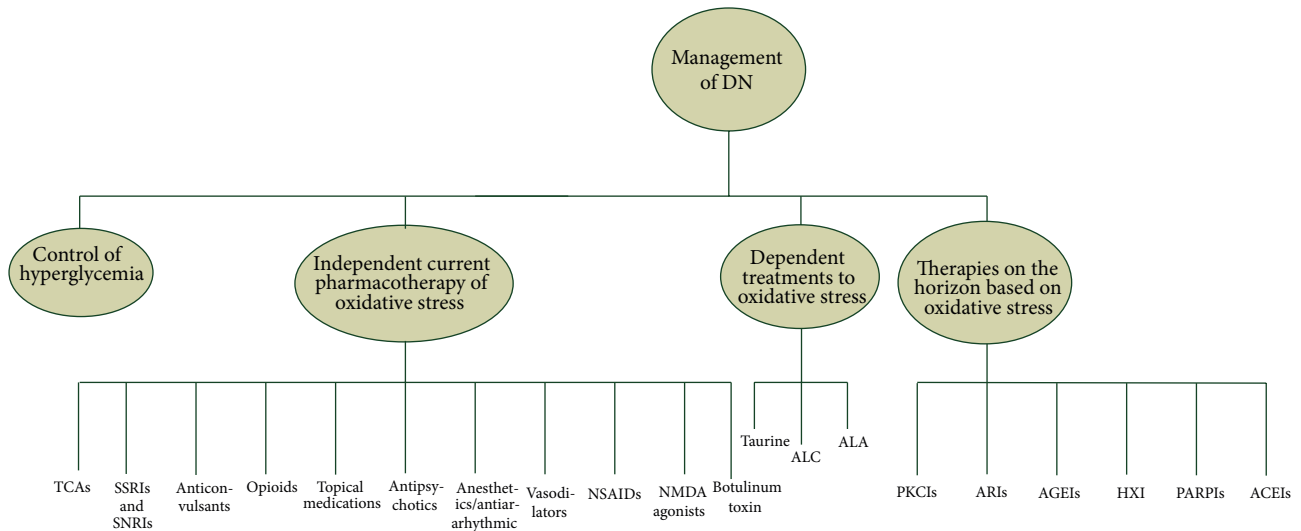 Management
of DN
Control of
hyperglycemia
Independent current
pharmacotherapy of
oxidative stress
Dependent
treatments to
oxidative stress
Therapies on the
horizon based on
oxidative stress
TCAs
SSRIs
and
SNRIs
Anticon-
vulsants
Opioids
Topical
medications
Antipsy-
chotics
Anesthet-
ics/antiar-
arhythmic
Vasodi-
lators
NSAIDs
NMDA
agonists
Botulinum
toxin
Taurine
ALC
ALA
PKCIs
ARIs
AGEIs
HXI
PARPIs
ACEIs